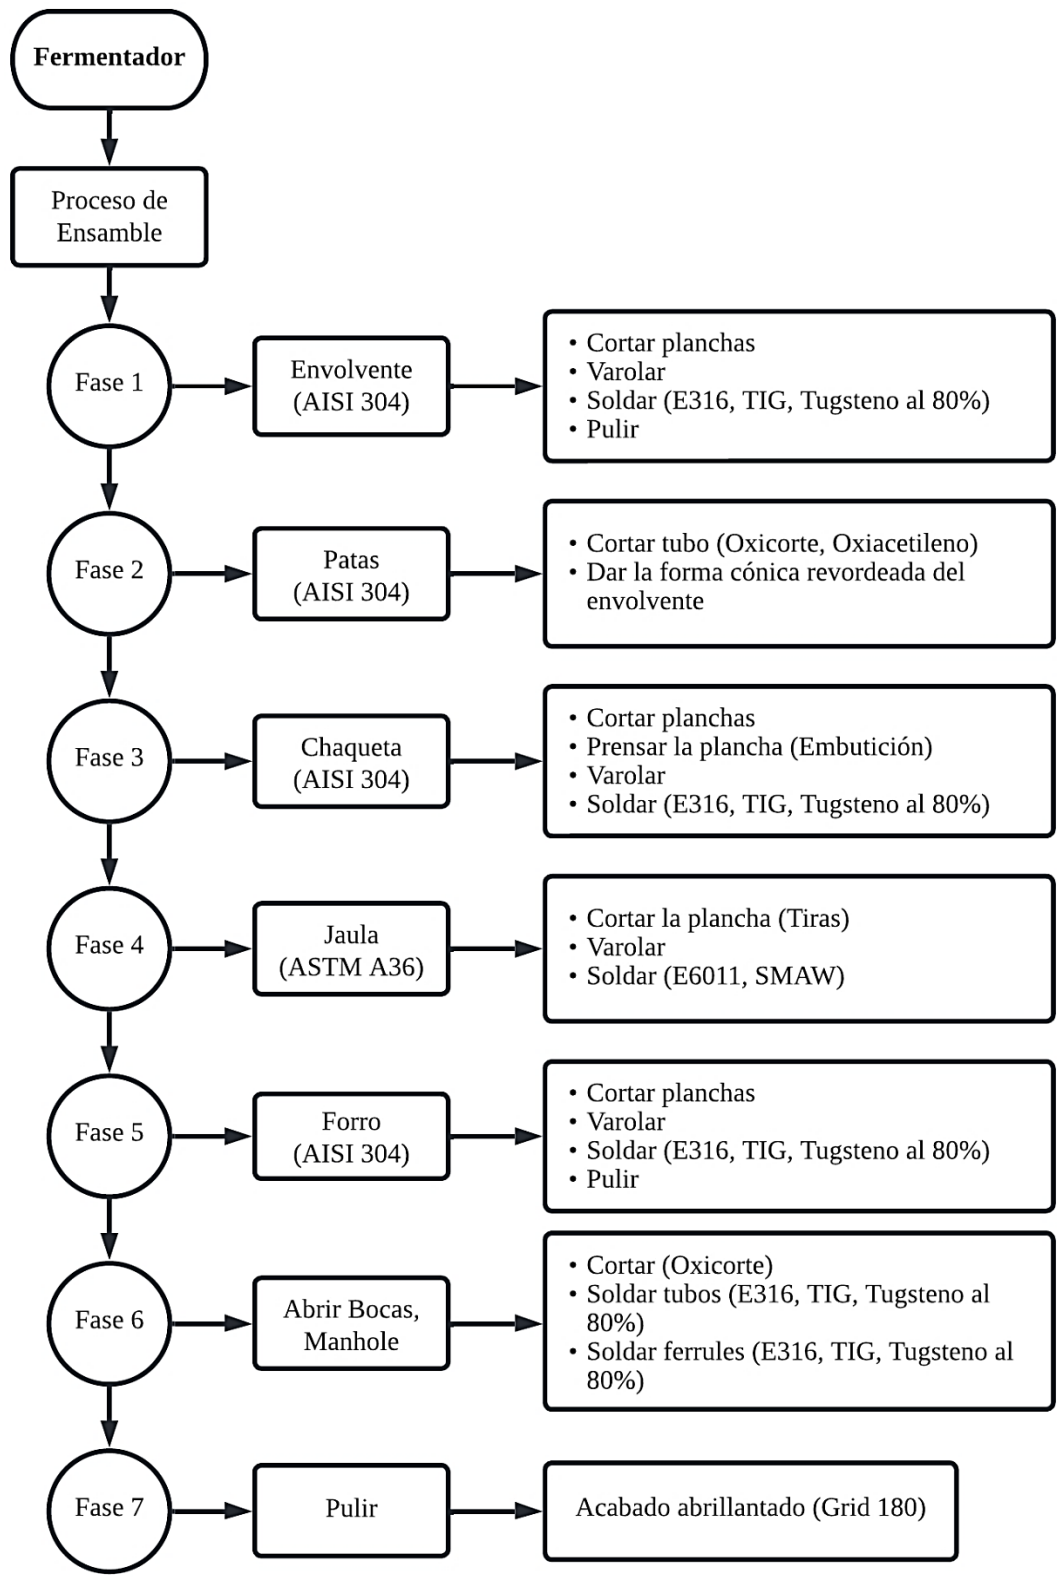 Fermentador
Proceso de
Ensamble
Fase 1
Envolvente
(AISI 304)
• Cortar planchas
• Varolar
• Soldar (E316, TIG, Tugsteno al 80%)
• Pulir
Fase 2
Patas
(AISI 304)
• Cortar tubo (Oxicorte, Oxiacetileno)
• Dar la forma cónica revordeada del
envolvente
Fase 3
Chaqueta
(AISI 304)
• Cortar planchas
• Prensar la plancha (Embutición)
• Varolar
• Soldar (E316, TIG, Tugsteno al 80%)
Fase 4
Jaula
(ASTM A36)
• Cortar la plancha (Tiras)
• Varolar
• Soldar (E6011, SMAW)
Fase 5
Forro
(AISI 304)
• Cortar planchas
• Varolar
• Soldar (E316, TIG, Tugsteno al 80%)
• Pulir
Fase 6
Abrir Bocas,
Manhole
• Cortar (Oxicorte)
• Soldar tubos (E316, TIG, Tugsteno al
80%)
• Soldar ferrules (E316, TIG, Tugsteno al
80%)
Fase 7
Pulir
Acabado abrillantado (Grid 180)